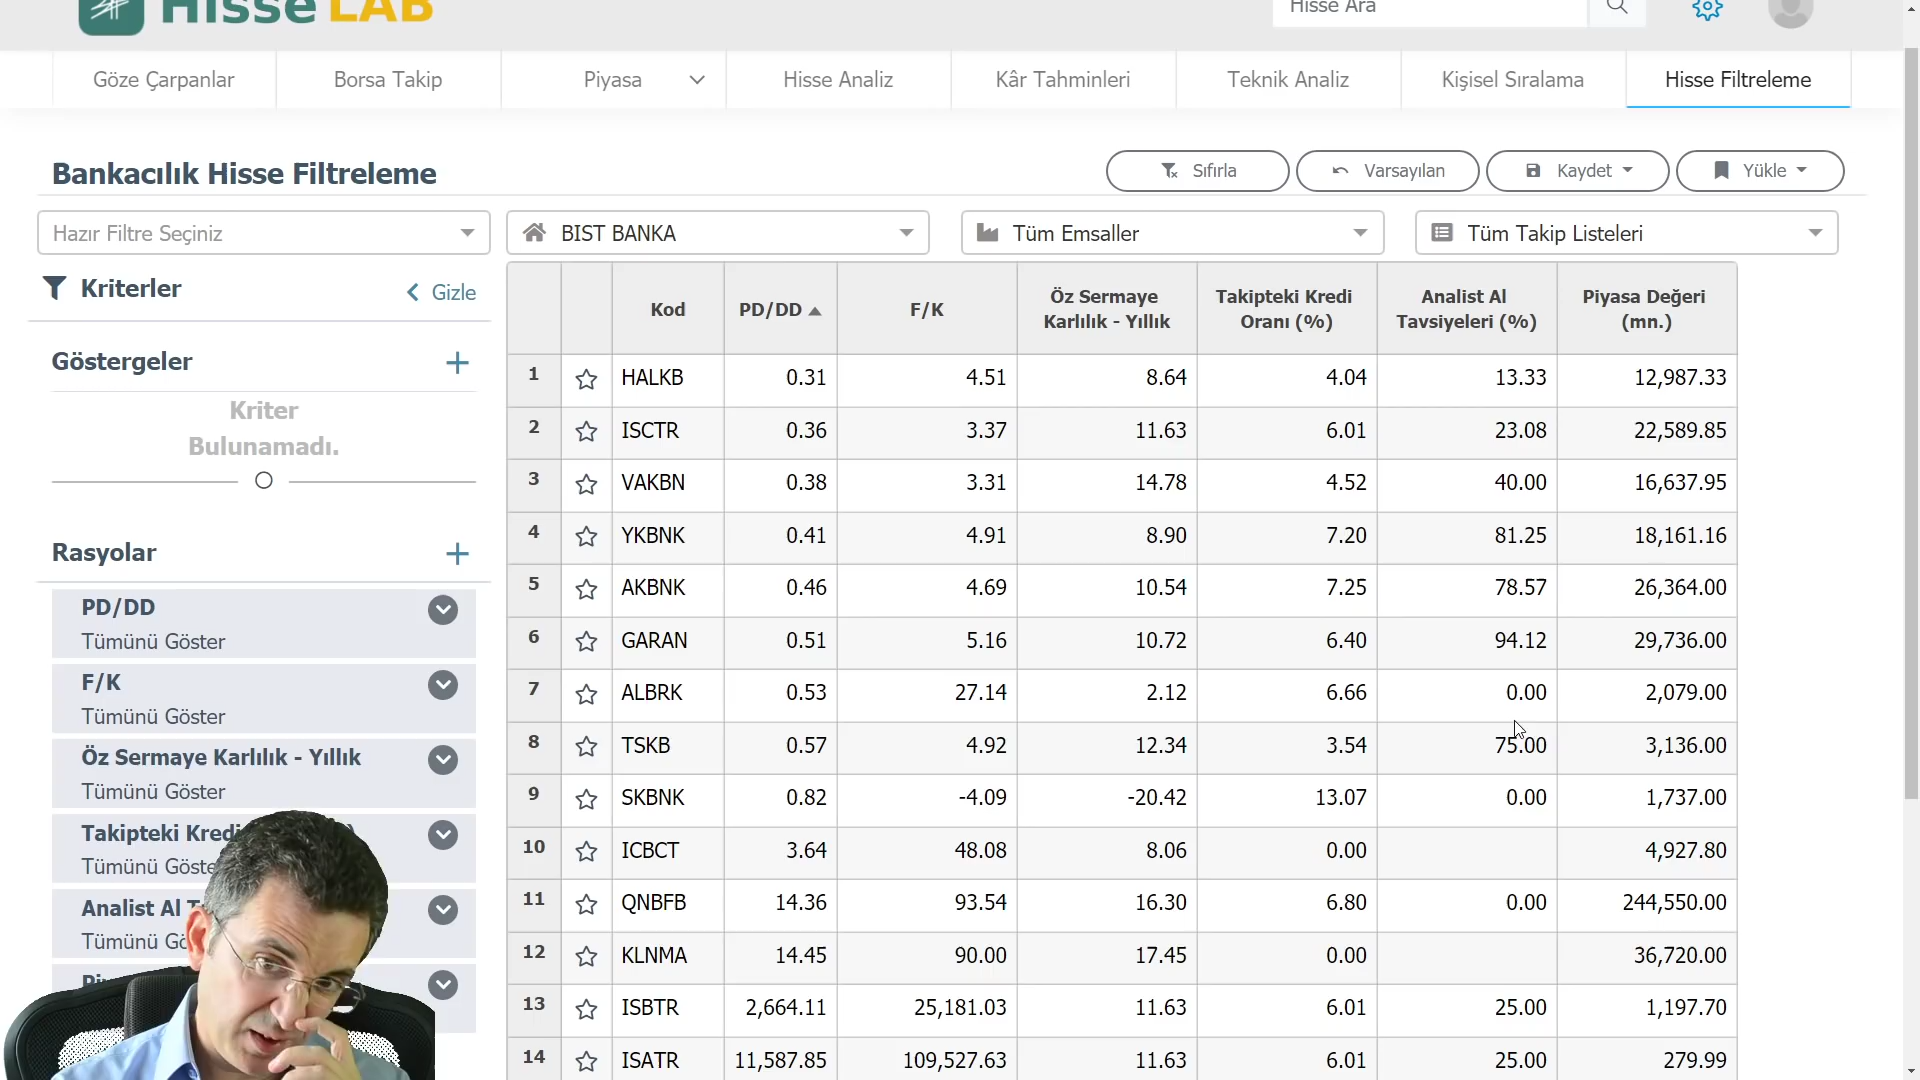 Hisse LAB
Hisse Ara
Göze Çarpanlar
Borsa Takip
Piyasa
Hisse Analiz
Kâr Tahminleri
Teknik Analiz
Kişisel Sıralama
Hisse Filtreleme
Bankacılık Hisse Filtreleme
Sıfırla
Varsayılan
Kaydet
Yükle
Hazır Filtre Seçiniz
BIST BANKA
Tüm Emsaller
Tüm Takip Listeleri
Kriterler
Gizle
Göstergeler
Kriter
Bulunamadı.
Rasyolar
PD/DD
Tümünü Göster
F/K
Tümünü Göster
Öz Sermaye Karlılık - Yıllık
Tümünü Göster
Takipteki Kredi
Tümünü Göste
Analist Al T
Tümünü Gö
Kod PD/DD F/K Öz Sermaye Karlılık - Yıllık Takipteki Kredi Oranı (%) Analist Al Tavsiyeleri (%) Piyasa Değeri (mn.)
1 HALKB 0.31 4.51 8.64 4.04 13.33 12,987.33
2 ISCTR 0.36 3.37 11.63 6.01 23.08 22,589.85
3 VAKBN 0.38 3.31 14.78 4.52 40.00 16,637.95
4 YKBNK 0.41 4.91 8.90 7.20 81.25 18,161.16
5 AKBNK 0.46 4.69 10.54 7.25 78.57 26,364.00
6 GARAN 0.51 5.16 10.72 6.40 94.12 29,736.00
7 ALBRK 0.53 27.14 2.12 6.66 0.00 2,079.00
8 TSKB 0.57 4.92 12.34 3.54 75.00 3,136.00
9 SKBNK 0.82 -4.09 -20.42 13.07 0.00 1,737.00
10 ICBCT 3.64 48.08 8.06 0.00 4,927.80
11 QNBFB 14.36 93.54 16.30 6.80 0.00 244,550.00
12 KLNMA 14.45 90.00 17.45 0.00 36,720.00
13 ISBTR 2,664.11 25,181.03 11.63 6.01 25.00 1,197.70
14 ISATR 11,587.85 109,527.63 11.63 6.01 25.00 279.99